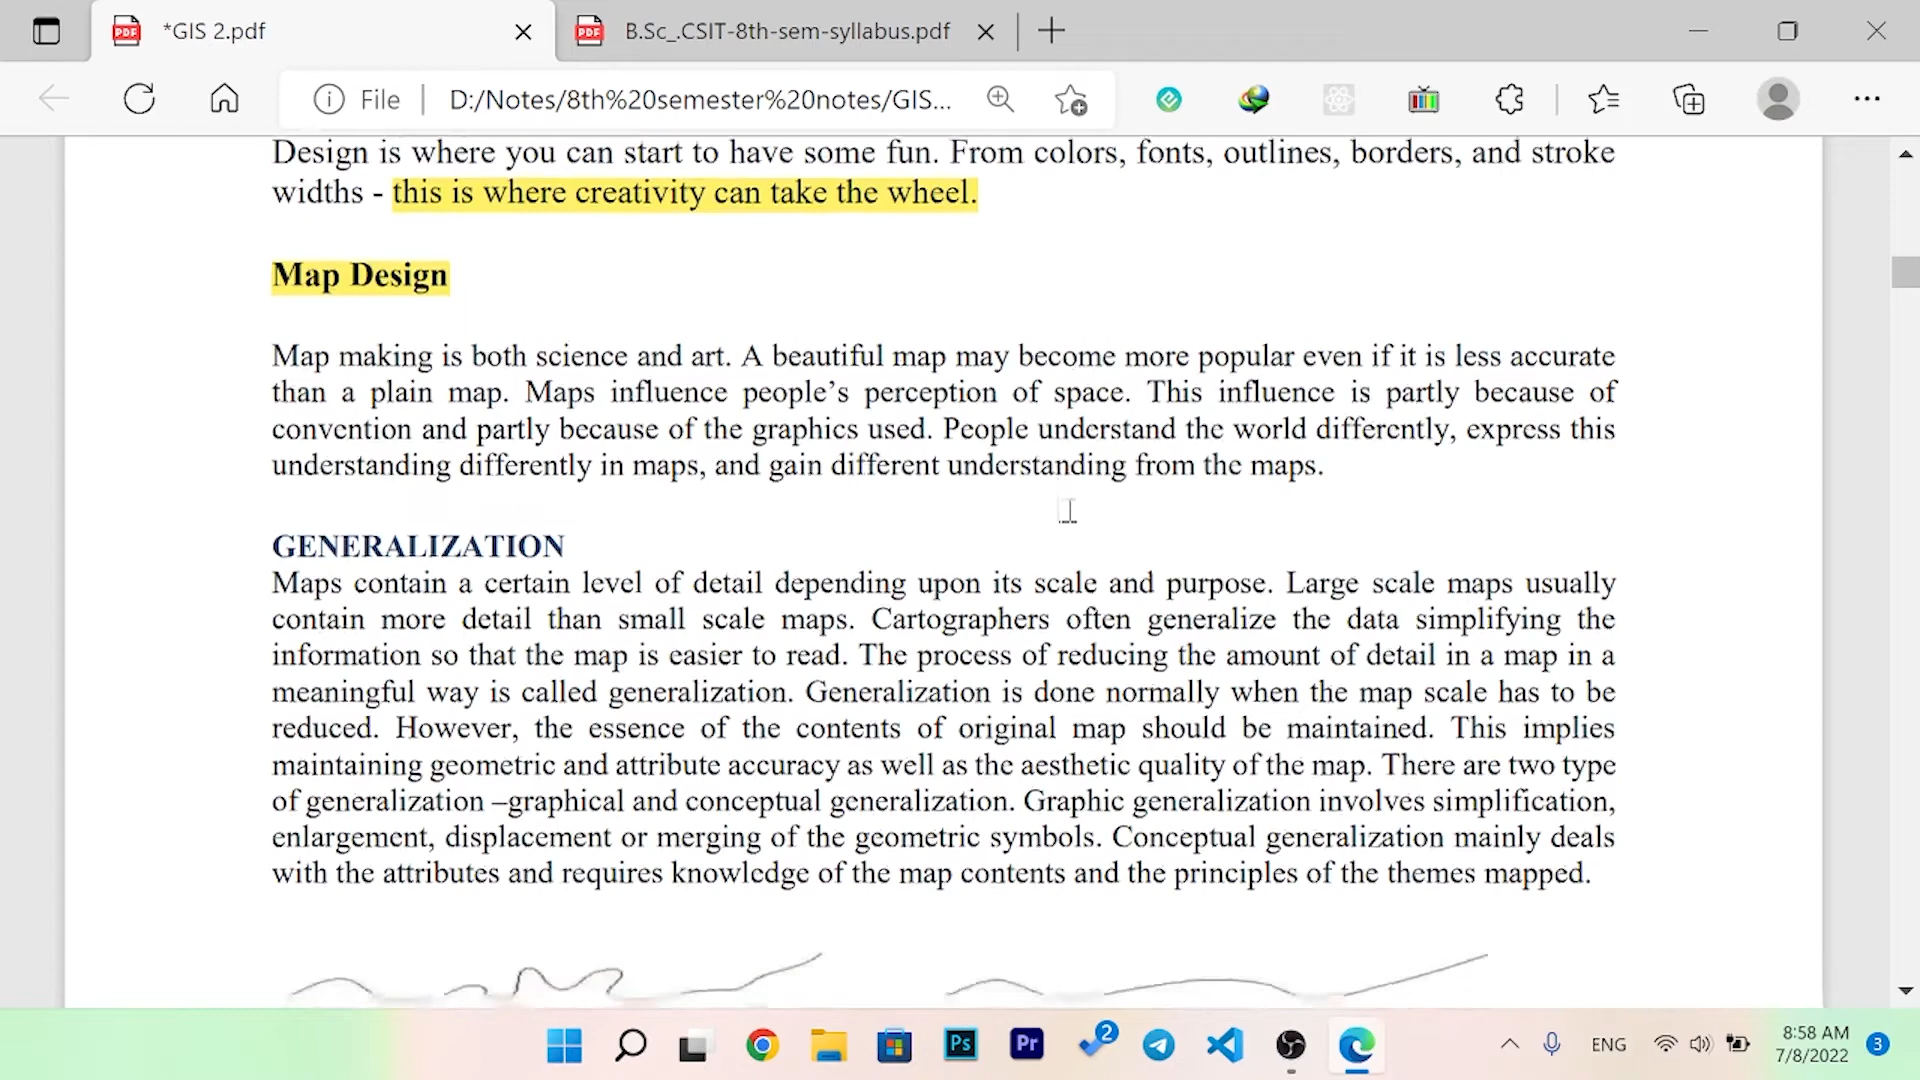 *GIS 2.pdf
B.Sc_.CSIT-8th-sem-syllabus.pdf
File
D:/Notes/8th%20semester%20notes/GIS...
Design is where you can start to have some fun. From colors, fonts, outlines, borders, and stroke
widths - this is where creativity can take the wheel.
Map Design
Map making is both science and art. A beautiful map may become more popular even if it is less accurate
than a plain map. Maps influence people's perception of space. This influence is partly because of
convention and partly because of the graphics used. People understand the world differently, express this
understanding differently in maps, and gain different understanding from the maps.
GENERALIZATION
Maps contain a certain level of detail depending upon its scale and purpose. Large scale maps usually
contain more detail than small scale maps. Cartographers often generalize the data simplifying the
information so that the map is easier to read. The process of reducing the amount of detail in a map in a
meaningful way is called generalization. Generalization is done normally when the map scale has to be
reduced. However, the essence of the contents of original map should be maintained. This implies
maintaining geometric and attribute accuracy as well as the aesthetic quality of the map. There are two type
of generalization –graphical and conceptual generalization. Graphic generalization involves simplification,
enlargement, displacement or merging of the geometric symbols. Conceptual generalization mainly deals
with the attributes and requires knowledge of the map contents and the principles of the themes mapped.
Ps
Pr
2
ENG
8:58 AM
7/8/2022
3